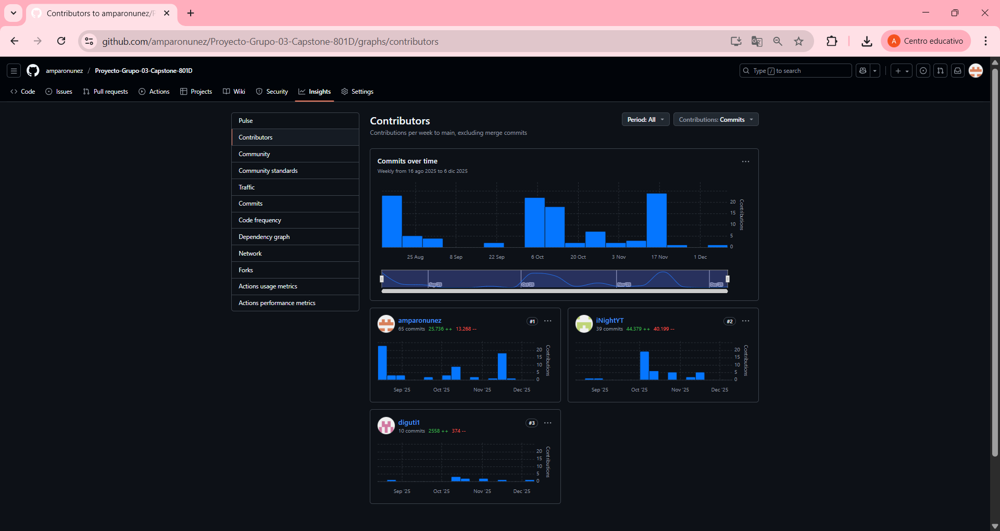 Contributors to amparonunez/P
github.com/amparonunez/Proyecto-Grupo-03-Capstone-801D/graphs/contributors
A Centro educativo
amparonunez / Proyecto-Grupo-03-Capstone-801D
Type / to search
Code Issues Pull requests Actions Projects Wiki Security Insights Settings
Pulse
Contributors
Community
Community standards
Traffic
Commits
Code frequency
Dependency graph
Network
Forks
Actions usage metrics
Actions performance metrics
Contributors
Period: All
Contributions: Commits
Contributions per week to main, excluding merge commits
Commits over time
Weekly from 16 ago 2025 to 6 dic 2025
20
15
10
5
0
Contributions
25 Aug 8 Sep 22 Sep 6 Oct 20 Oct 3 Nov 17 Nov 1 Dec
Sep '25 Oct '25 Nov '25 Dec '25
amparonunez
#1
65 commits 25.736 ++ 13.268 --
20
15
10
5
0
Contributions
Sep '25 Oct '25 Nov '25 Dec '25
iNightYT
#2
39 commits 44.379 ++ 40.199 --
20
15
10
5
0
Contributions
Sep '25 Oct '25 Nov '25 Dec '25
diguti1
#3
10 commits 2558 ++ 374 --
20
15
10
5
0
Contributions
Sep '25 Oct '25 Nov '25 Dec '25